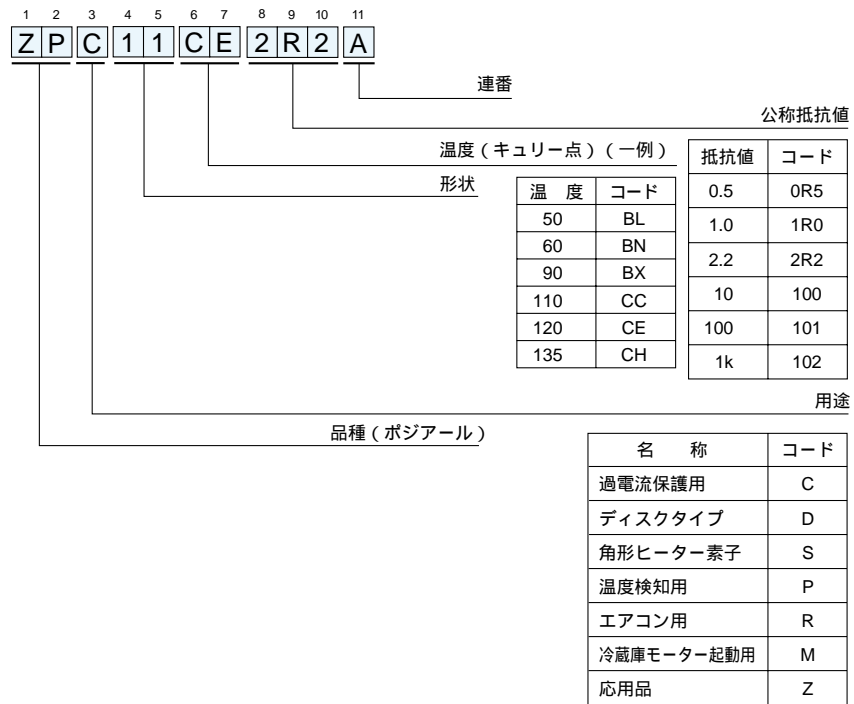 1 2 3 4 5 6 7 8 9 10 11
Z P C 1 1 C E 2 R 2 A
連番
公称抵抗値
温度（キュリー点）（一例）
形状
抵抗値 コード
0.5 0R5
1.0 1R0
2.2 2R2
10 100
100 101
1k 102
温　度 コード
50 BL
60 BN
90 BX
110 CC
120 CE
135 CH
用途
品種（ポジアール）
名　称 コード
過電流保護用 C
ディスクタイプ D
角形ヒーター素子 S
温度検知用 P
エアコン用 R
冷蔵庫モーター起動用 M
応用品 Z